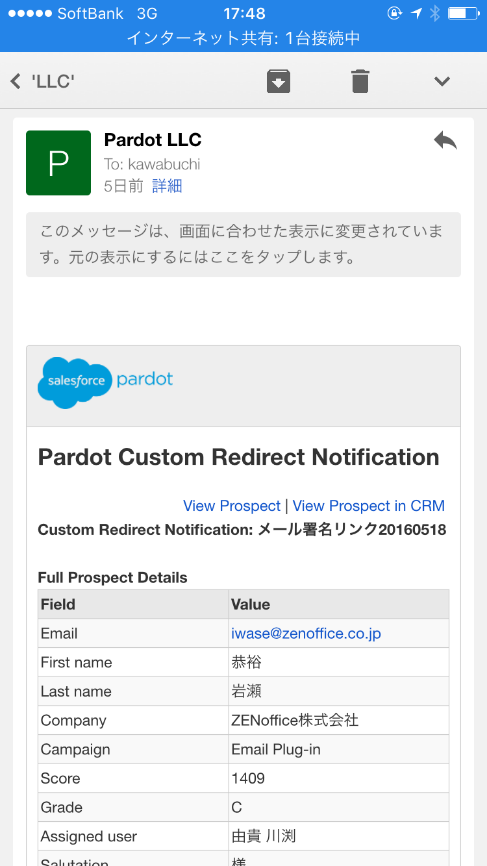 SoftBank 3G 17:48
インターネット共有: 1台接続中
'LLC'
P
Pardot LLC
To: kawabuchi
5日前 詳細
このメッセージは、画面に合わせた表示に変更されていま
す。元の表示にするにはここをタップします。
salesforce pardot
Pardot Custom Redirect Notification
View Prospect | View Prospect in CRM
Custom Redirect Notification: メール署名リンク20160518
Full Prospect Details
Field Value
Email iwase@zenoffice.co.jp
First name 恭裕
Last name 岩瀬
Company ZENoffice株式会社
Campaign Email Plug-in
Score 1409
Grade C
Assigned user 由貴 川渕
Salutation 様